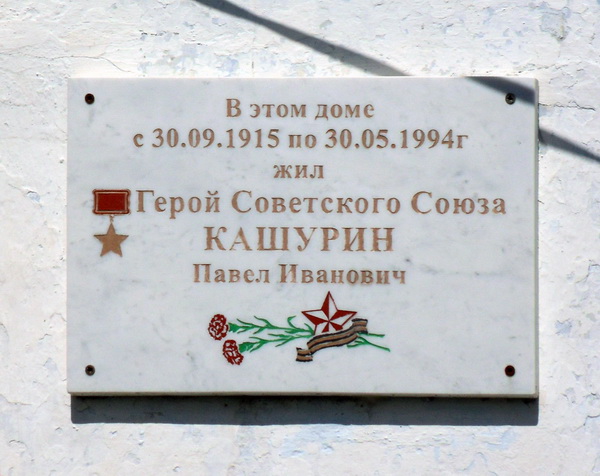 В этом доме
с 30.09.1915 по 30.05.1994г
жил
Герой Советского Союза
КАШУРИН
Павел Иванович